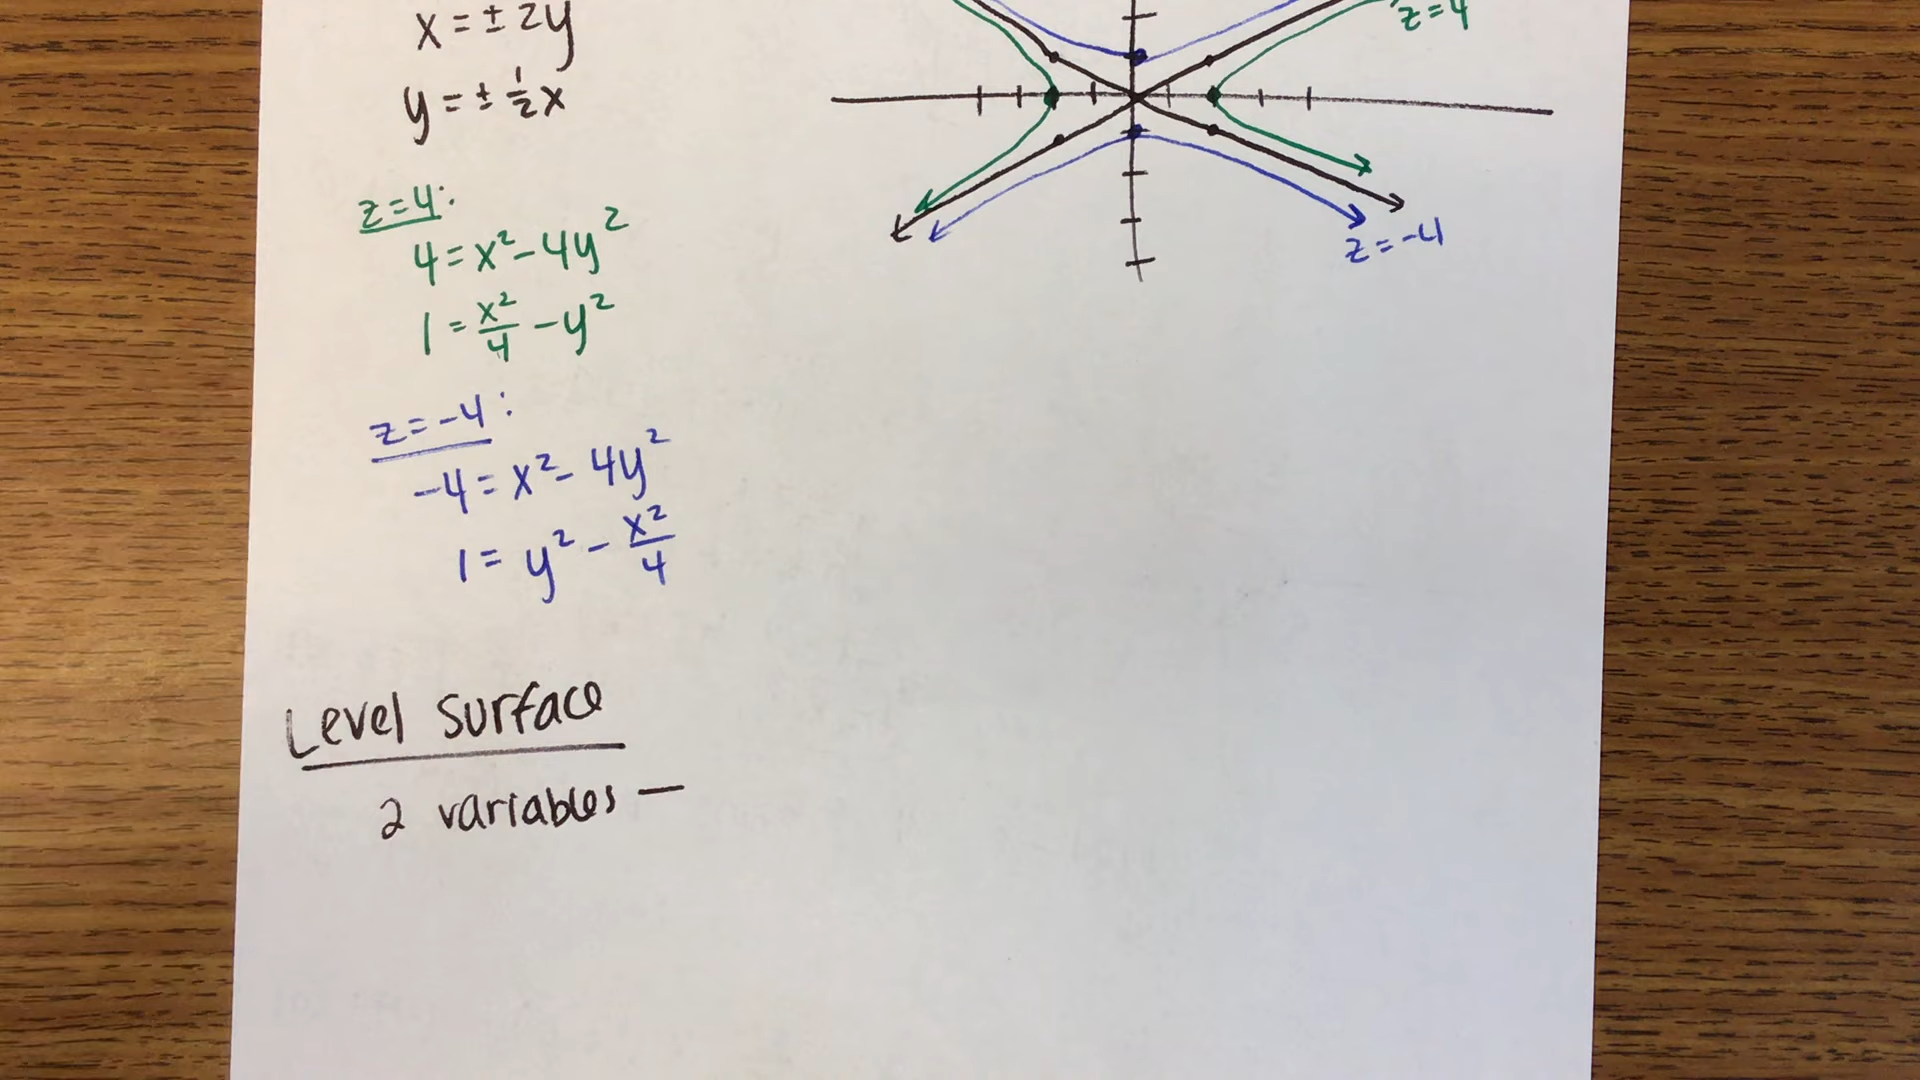 x = ± 2y
y = ± 1/2 x
z = 4
z = 4:
4 = x² - 4y²
1 = x²/4 - y²
z = -4
z = -4:
-4 = x² - 4y²
1 = y² - x²/4
Level surface
2 variables —